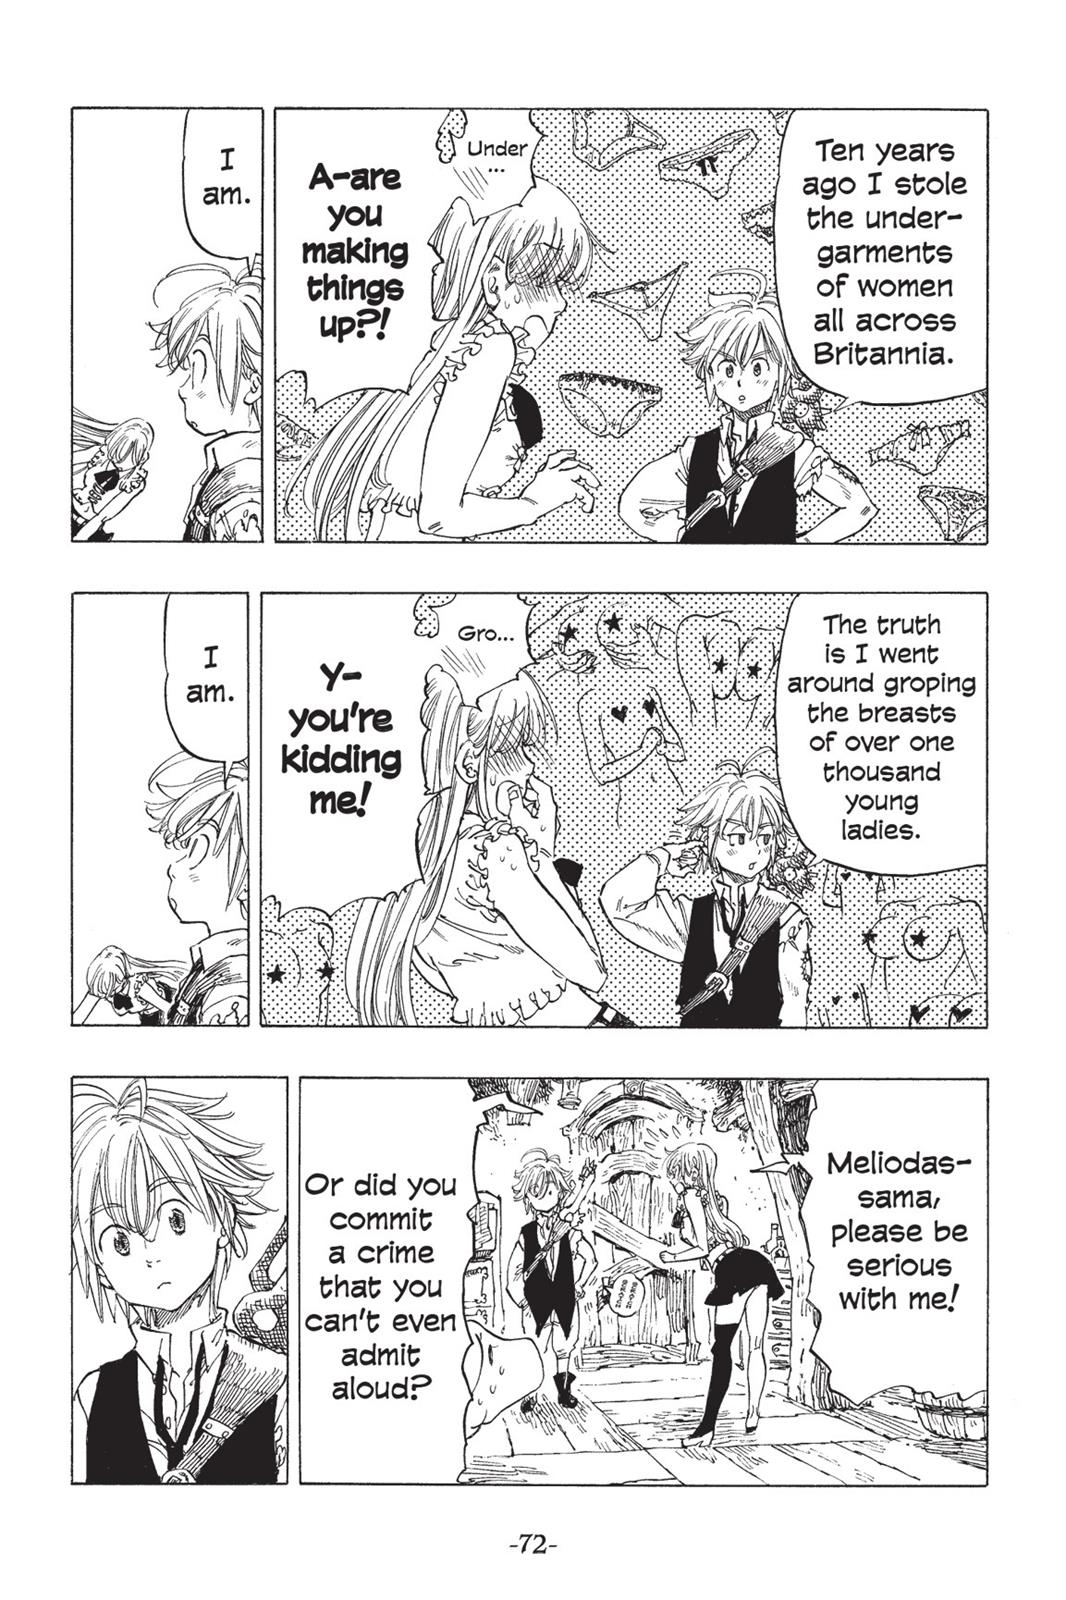 Ten years
ago I stole
the under-
garments
of women
all across
Britannia.
Under
...
A-are
you
making
things
up?!
I
am.
The truth
is I went
around groping
the breasts
of over one
thousand
young
ladies.
Gro...
Y-
you're
kidding
me!
I
am.
Meliodas-
sama,
please be
serious
with me!
Or did you
commit
a crime
that you
can't even
admit
aloud?
-72-